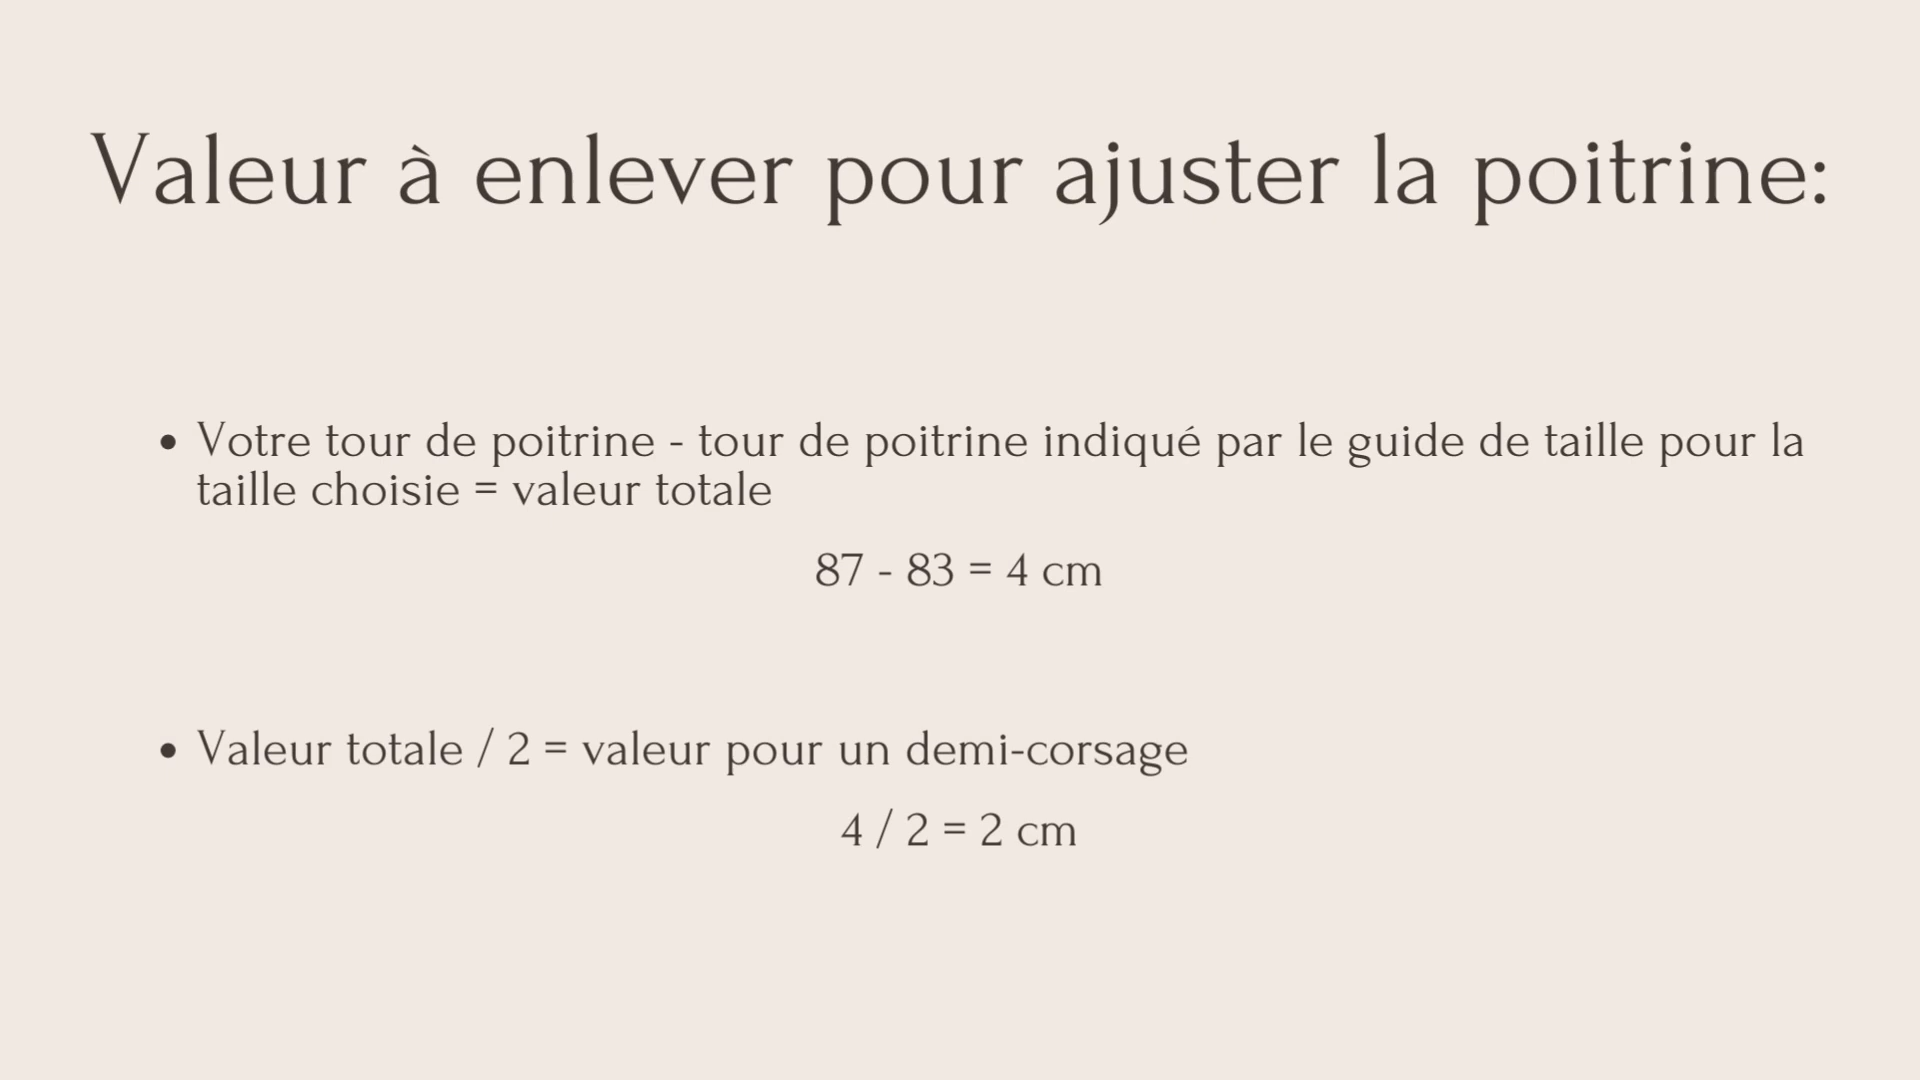 Valeur à enlever pour ajuster la poitrine:
• Votre tour de poitrine - tour de poitrine indiqué par le guide de taille pour la
taille choisie = valeur totale
87 - 83 = 4 cm
• Valeur totale / 2 = valeur pour un demi-corsage
4 / 2 = 2 cm